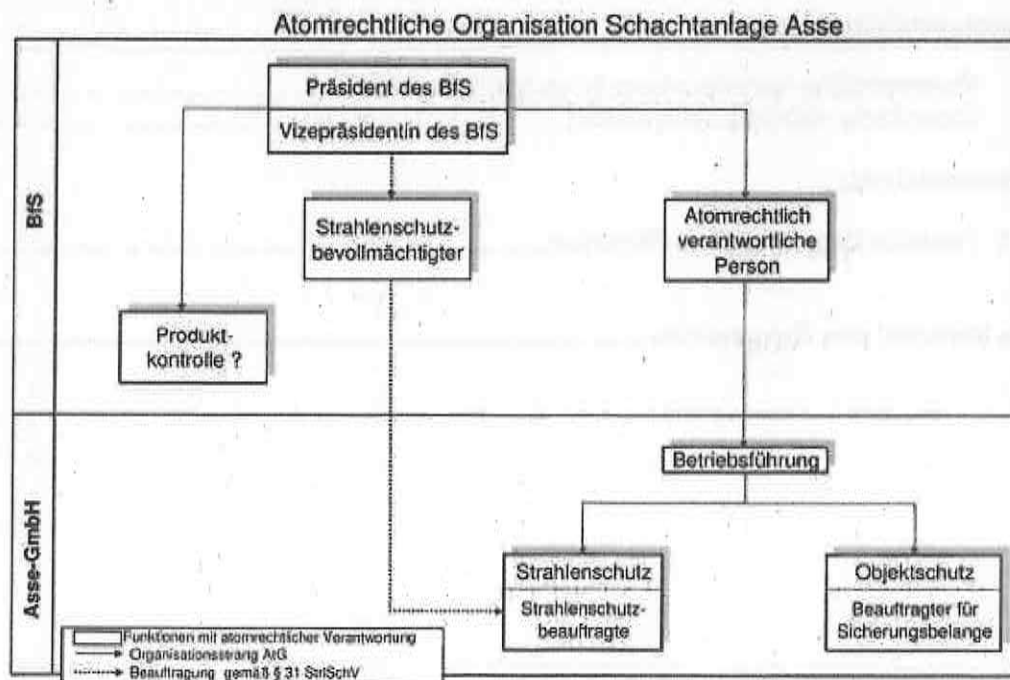 Atomrechtliche Organisation Schachtanlage Asse
BfS
Präsident des BfS
Vizepräsidentin des BfS
Strahlenschutz-
bevollmächtigter
Atomrechtlich
verantwortliche
Person
Produkt-
kontrolle ?
Asse-GmbH
Betriebsführung
Strahlenschutz
Strahlenschutz-
beauftragte
Objektschutz
Beauftragter für
Sicherungsbelange
Funktionen mit atomrechtlicher Verantwortung
Organisationsstrang AtG
Beauftragung gemäß § 31 StrlSchV